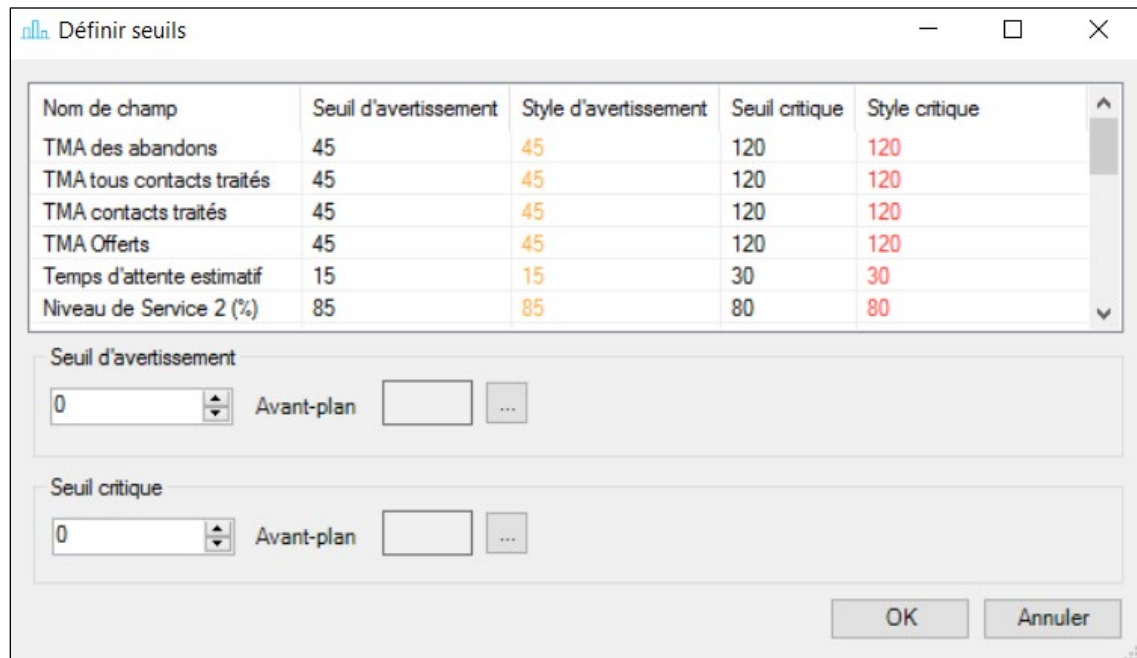 Définir seuils
Nom de champ Seuil d'avertissement Style d'avertissement Seuil critique Style critique
TMA des abandons 45 45 120 120
TMA tous contacts traités 45 45 120 120
TMA contacts traités 45 45 120 120
TMA Offerts 45 45 120 120
Temps d'attente estimatif 15 15 30 30
Niveau de Service 2 (%) 85 85 80 80
Seuil d'avertissement
0 Avant-plan ...
Seuil critique
0 Avant-plan ...
OK Annuler